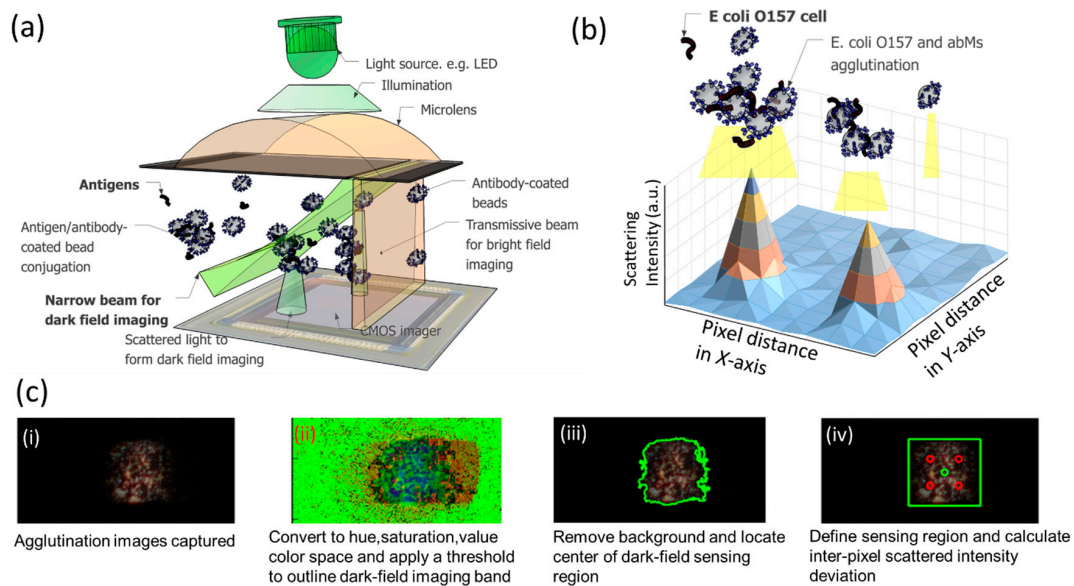 (a)
Light source. e.g. LED
Illumination
Microlens
Antigens
Antigen/antibody-
coated bead
conjugation
Narrow beam for
dark field imaging
Scattered light to
form dark field imaging
CMOS imager
Antibody-coated
beads
Transmissive beam
for bright field
imaging
(b)
E coli O157 cell
E. coli O157 and abMs
agglutination
Scattering
Intensity (a.u.)
Pixel distance
in X-axis
Pixel distance
in Y-axis
(c)
(i)
Agglutination images captured
(ii)
Convert to hue,saturation,value
color space and apply a threshold
to outline dark-field imaging band
(iii)
Remove background and locate
center of dark-field sensing
region
(iv)
Define sensing region and calculate
inter-pixel scattered intensity
deviation